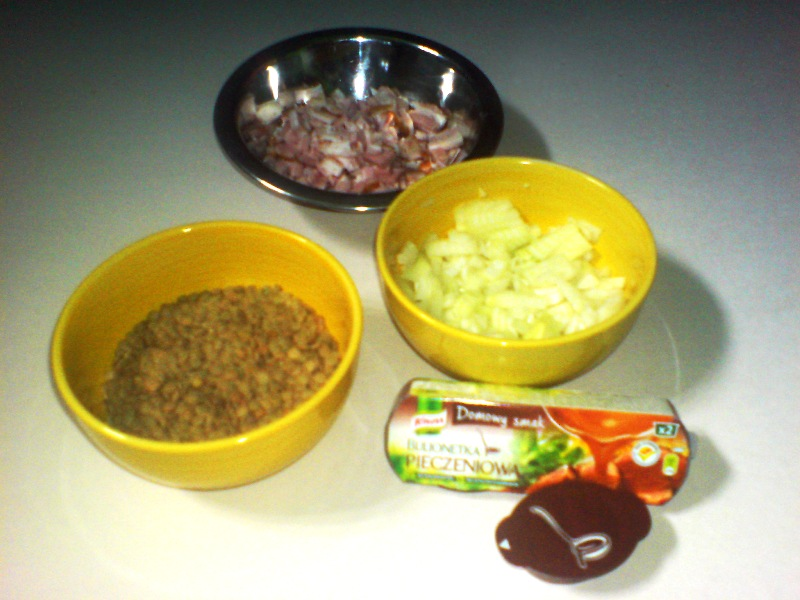 Knorr
Domowy smak
x2
BULIONETKA
PIECZENIOWA